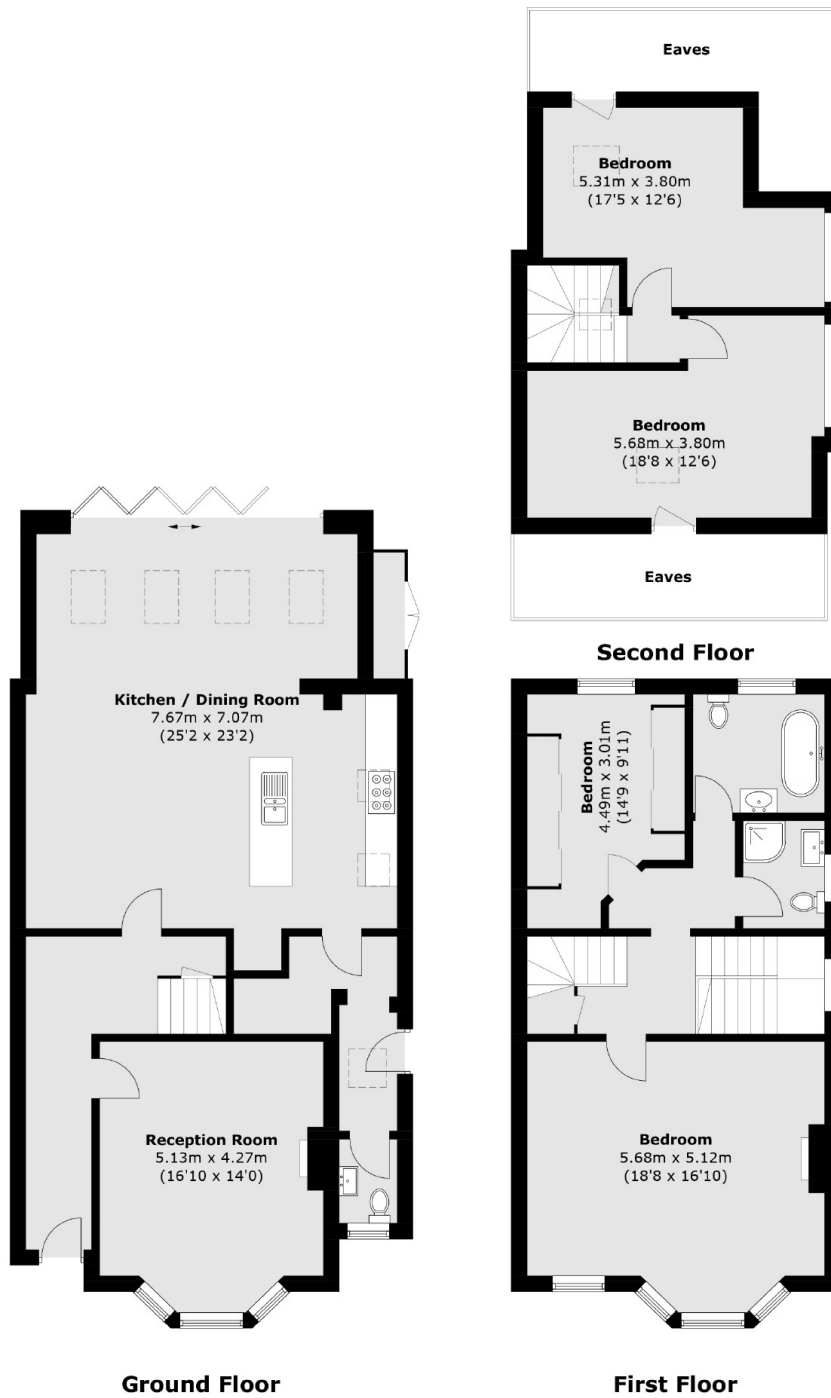 Eaves
Bedroom
5.31m x 3.80m
(17'5 x 12'6)
Bedroom
5.68m x 3.80m
(18'8 x 12'6)
Eaves
Second Floor
Kitchen / Dining Room
7.67m x 7.07m
(25'2 x 23'2)
Reception Room
5.13m x 4.27m
(16'10 x 14'0)
Ground Floor
Bedroom
4.49m x 3.01m
(14'9 x 9'11)
Bedroom
5.68m x 5.12m
(18'8 x 16'10)
First Floor